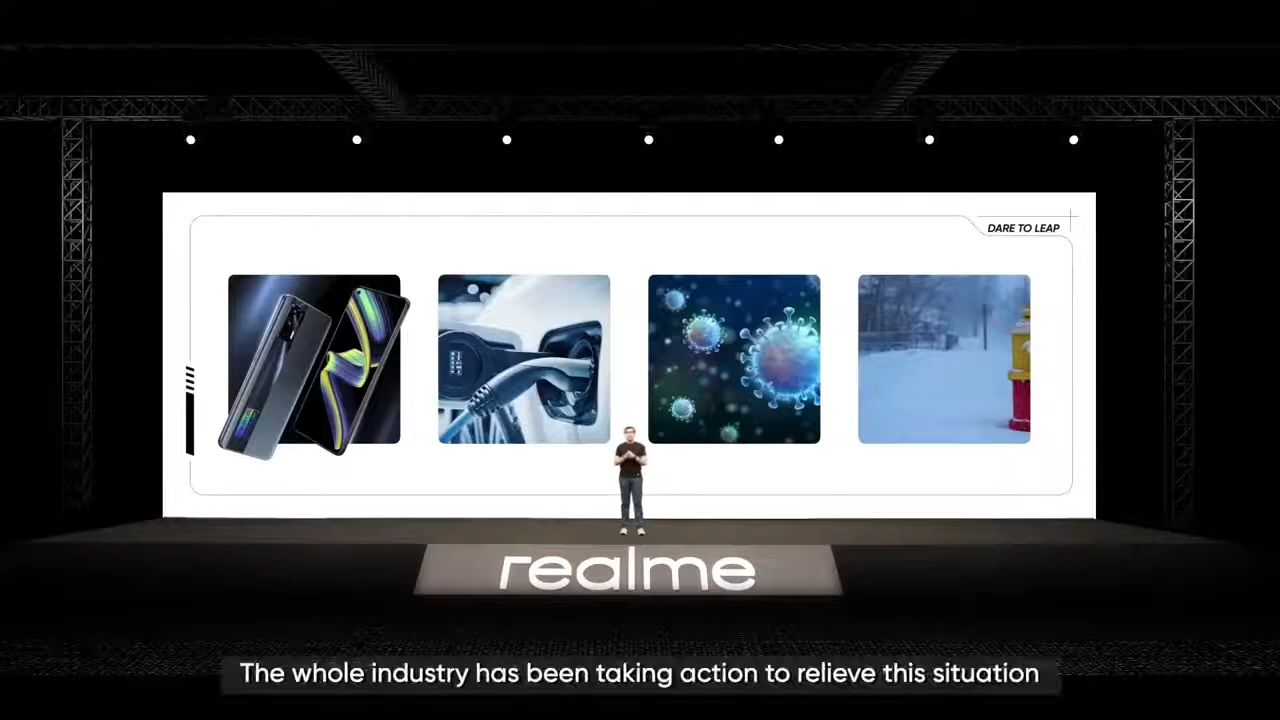 DARE TO LEAP
realme
The whole industry has been taking action to relieve this situation